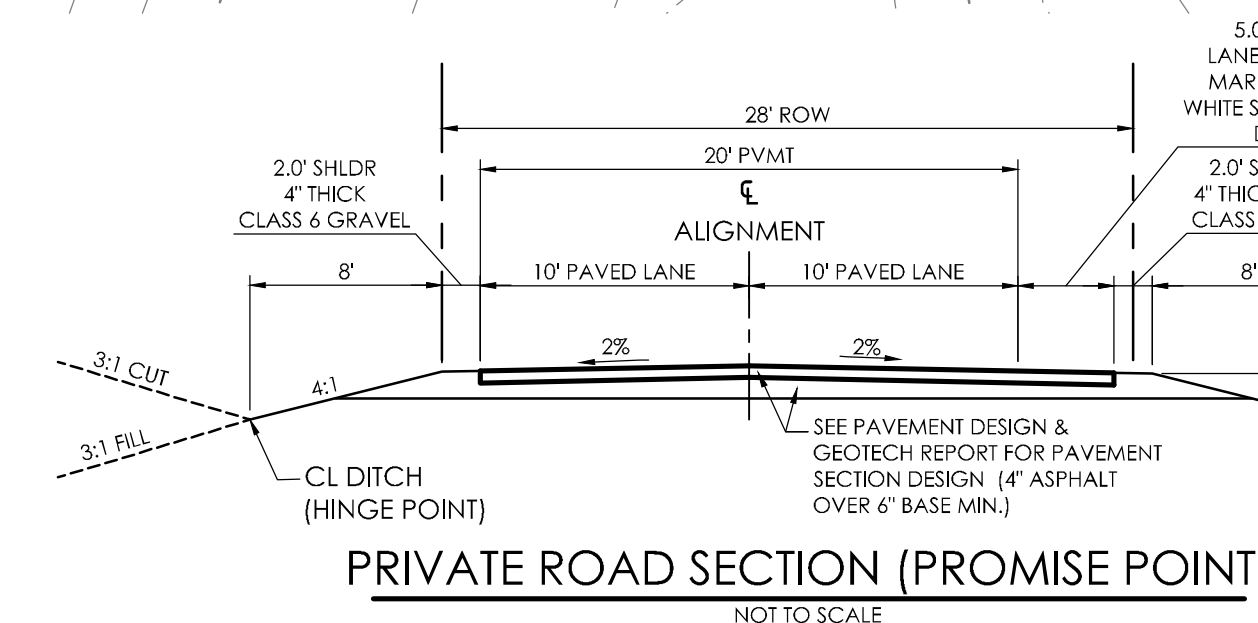 5.0
LANE
MAR
WHITE S
D
28' ROW
20' PVMT
2.0' SHLDR
4" THICK
CLASS 6 GRAVEL
℄
ALIGNMENT
2.0' S
4" THIC
CLASS
8'
10' PAVED LANE
10' PAVED LANE
8'
2%
2%
3:1 CUT
4:1
3:1 FILL
CL DITCH
(HINGE POINT)
SEE PAVEMENT DESIGN &
GEOTECH REPORT FOR PAVEMENT
SECTION DESIGN (4" ASPHALT
OVER 6" BASE MIN.)
PRIVATE ROAD SECTION (PROMISE POINT
NOT TO SCALE